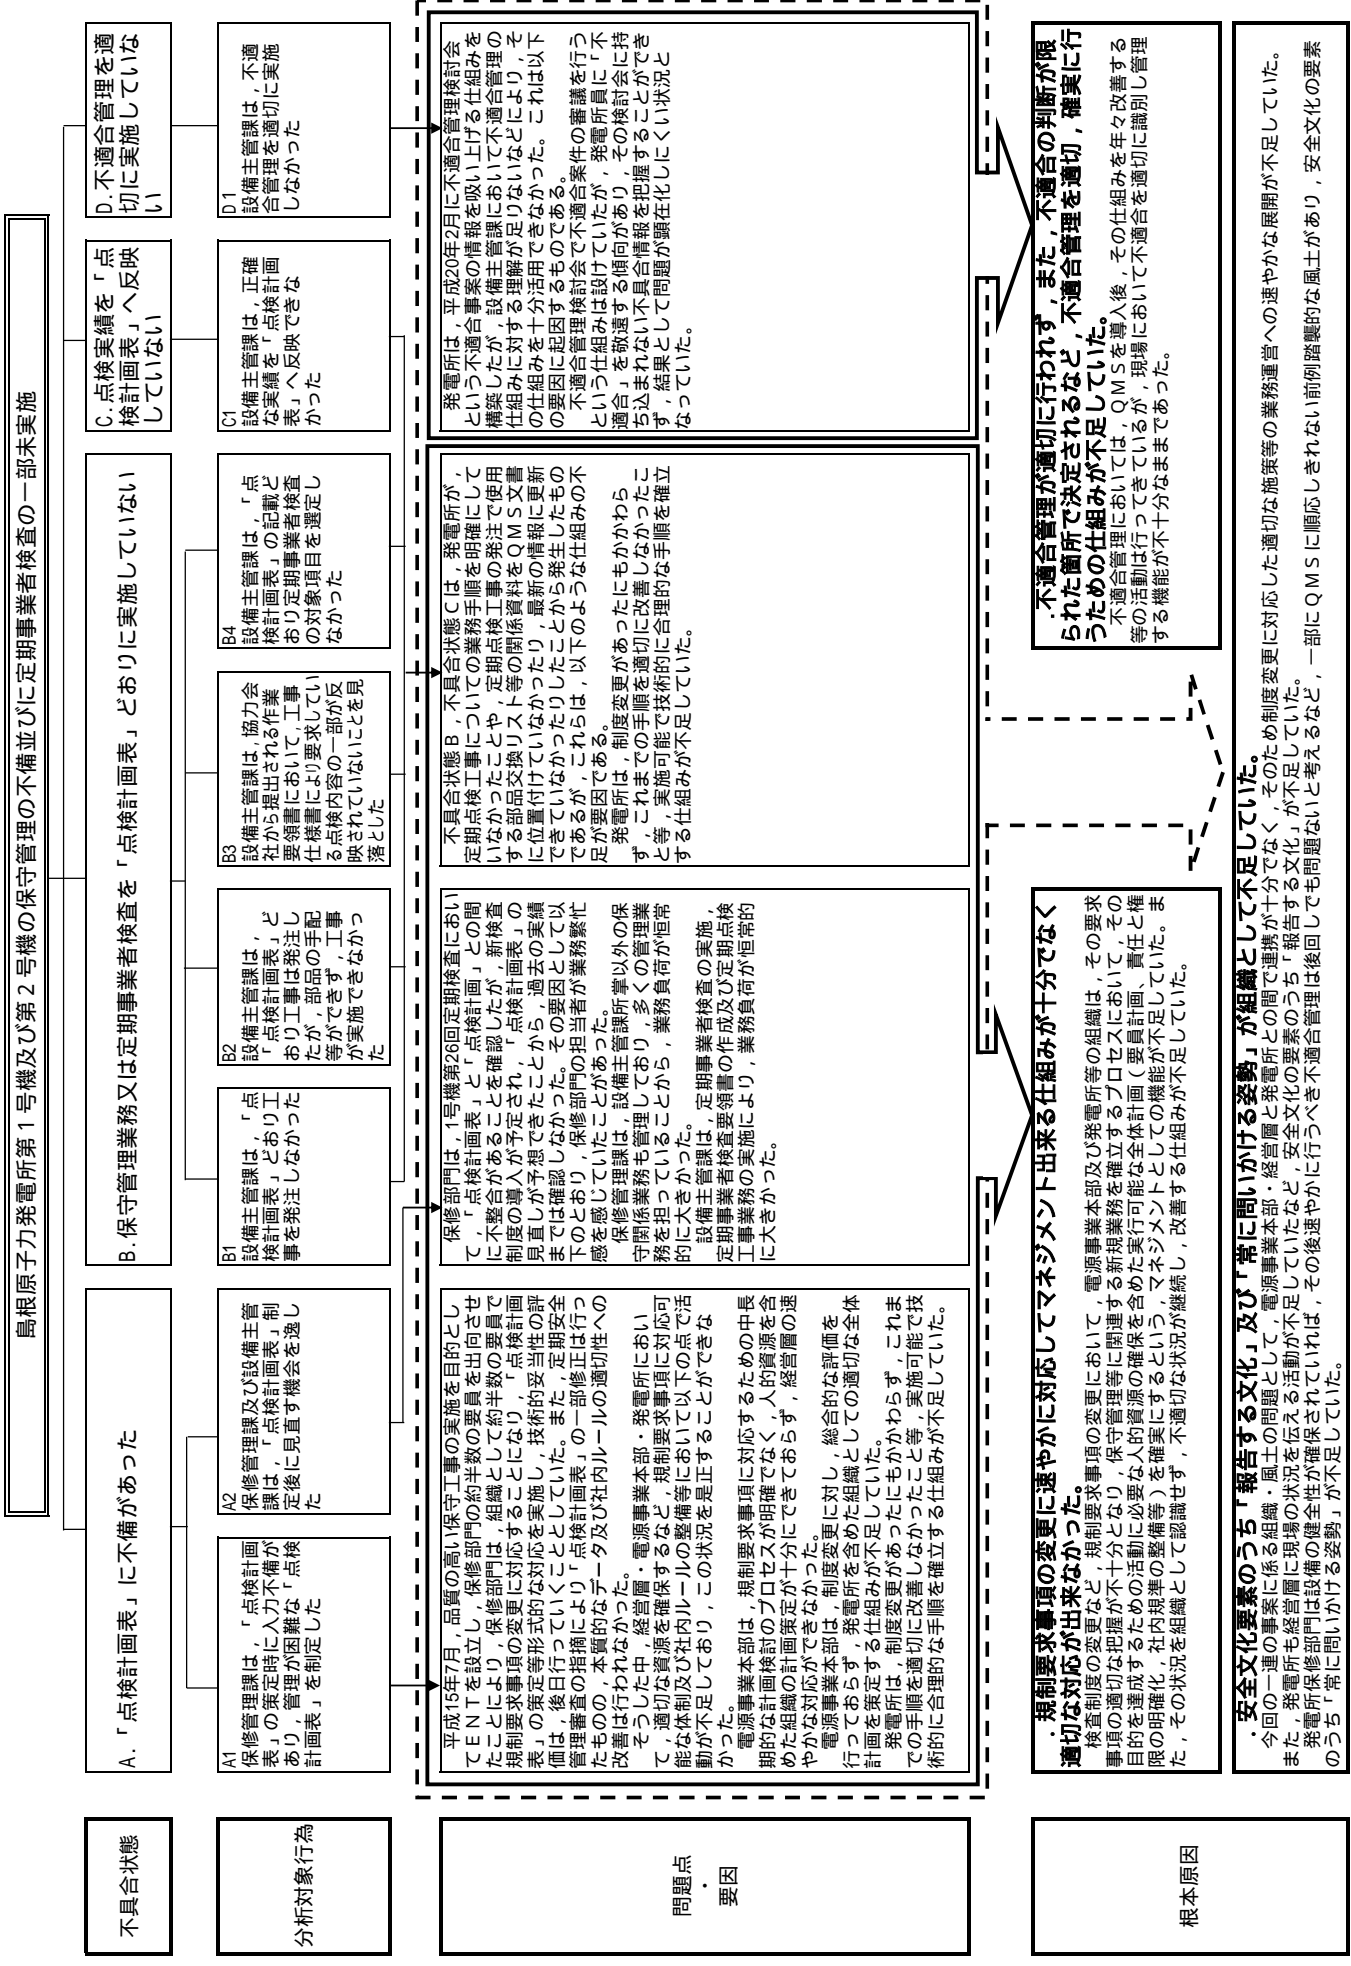 島根原子力発電所第１号機及び第２号機の保守管理の不備並びに定期事業者検査の一部未実施
不具合状態
A.「点検計画表」に不備があった
B.保守管理業務又は定期事業者検査を「点検計画表」どおりに実施していない
C.点検実績を「点
検計画表」へ反映
していない
D.不適合管理を適
切に実施していな
い
分析対象行為
A1
保修管理課は，「点検計画
表」の策定時に入力不備が
あり，管理が困難な「点検
計画表」を制定した
A2
保修管理課及び設備主管
課は，「点検計画表」制
定後に見直す機会を逸し
た
B1
設備主管課は，「点
検計画表」どおり工
事を発注しなかった
B2
設備主管課は，
「点検計画表」ど
おり工事は発注し
たが，部品の手配
等ができず，工事
が実施できなかっ
た
B3
設備主管課は，協力会
社から提出される作業
要領書において，工事
仕様書により要求してい
る点検内容の一部が反
映されていないことを見
落とした
B4
設備主管課は，「点
検計画表」の記載ど
おり定期事業者検査
の対象項目を選定し
なかった
C1
設備主管課は，正確
な実績を「点検計画
表」へ反映できな
かった
D1
設備主管課は，不適
合管理を適切に実施
しなかった
問題点
・
要因
平成15年7月，品質の高い保守工事の実施を目的とし
てＥＮＴを設立し，保修部門の約半数の要員を出向させ
たことにより，保修部門は，組織として約半数の要員で
規制要求事項の変更に対応することになり，「点検計画
表」の策定等形式的な対応を実施し，技術的妥当性の評
価は，後日行っていくこととしていた。また，定期安全
管理審査の指摘により「点検計画表」の一部修正は行っ
たものの，本質的なデータ及び社内ルールの適切性への
改善は行われなかった。
そうした中，経営層・電源事業本部・発電所におい
て，適切な資源を確保するなど，規制要求事項に対応可
能な体制及び社内ルールの整備等において以下の点で活
動が不足しており，この状況を是正することができな
かった。
電源事業本部は，規制要求事項に対応するための中長
期的な計画検討のプロセスが明確でなく，人的資源を含
めた組織の計画策定が十分にできておらず，経営層の速
やかな対応ができなかった。
電源事業本部は，制度変更に対し，総合的な評価を
行っておらず，発電所を含めた組織としての適切な全体
計画を策定する仕組みが不足していた。
発電所は，制度変更があったにもかかわらず，これま
での手順を適切に改善しなかったこと等，実施可能で技
術的に合理的な手順を確立する仕組みが不足していた。
保修部門は，1号機第26回定期検査におい
て，「点検計画表」と「点検計画」との間
に不整合があることを確認したが，新検査
制度の導入が予定され，「点検計画表」の
見直しが予想できたことから，過去の実績
までは確認しなかった。その要因として以
下のとおり，保修部門の担当者が業務繁忙
感を感じていたことがあった。
保修管理課は，設備主管課所掌以外の保
守関係業務も管理しており，多くの管理業
務を担っていることから，業務負荷が恒常
的に大きかった。
設備主管課は，定期事業者検査の実施，
定期事業者検査要領書の作成及び定期点検
工事業務の実施により，業務負荷が恒常的
に大きかった。
不具合状態Ｂ，不具合状態Ｃは，発電所が，
定期点検工事についての業務手順を明確にして
いなかったことや，定期点検工事の発注で使用
する部品交換リスト等の関係資料をＱＭＳ文書
に位置付けていなかったり，最新の情報に更新
できていなかったりしたことから発生したもの
であるが，これらは，以下のような仕組みの不
足が要因である。
発電所は，制度変更があったにもかかわら
ず，これまでの手順を適切に改善しなかったこ
と等，実施可能で技術的に合理的な手順を確立
する仕組みが不足していた。
発電所は，平成20年2月に不適合管理検討会
という不適合事案の情報を吸い上げる仕組みを
構築したが，設備主管課において不適合管理の
仕組みに対する理解が足りないなどにより，そ
の仕組みを十分活用できなかった。これは以下
の要因に起因するものである。
不適合管理検討会で不適合案件の審議を行う
という仕組みは設けていたが，発電所員に「不
適合」を敬遠する傾向があり，その検討会に持
ち込まれない不具合情報を把握することができ
ず，結果として問題が顕在化しにくい状況と
なっていた。
根本原因
．規制要求事項の変更に速やかに対応してマネジメント出来る仕組みが十分でなく
適切な対応が出来なかった。
検査制度の変更など，規制要求事項の変更において，電源事業本部及び発電所等の組織は，その要求
事項の適切な把握が不十分となり，保守管理等に関連する新規業務を確立するプロセスにおいて，その
目的を達成するための活動に必要な人的資源の確保を含めた実行可能な全体計画（要員計画、責任と権
限の明確化，社内規準の整備等）を確実にするという，マネジメントとしての機能が不足していた。ま
た，その状況を組織として認識せず，不適切な状況が継続し，改善する仕組みが不足していた。
．不適合管理が適切に行われず，また，不適合の判断が限
られた箇所で決定されるなど，不適合管理を適切，確実に行
うための仕組みが不足していた。
不適合管理においては，ＱＭＳを導入後，その仕組みを年々改善する
等の活動は行ってきているが，現場において不適合を適切に識別し管理
する機能が不十分なままであった。
．安全文化要素のうち「報告する文化」及び「常に問いかける姿勢」が組織として不足していた。
今回の一連の事案に係る組織・風土の問題として，電源事業本部・経営層と発電所との間で連携が十分でなく，そのため制度変更に対応した適切な施策等の業務運営への速やかな展開が不足していた。
また，発電所も経営層に現場の状況を伝える活動が不足していたなど，安全文化の要素のうち「報告する文化」が不足していた。
発電所保修部門は設備の健全性が確保されていれば，その後速やかに行うべき不適合管理は後回しでも問題ないと考えるなど，一部にＱＭＳに順応しきれない前例踏襲的な風土があり，安全文化の要素
のうち「常に問いかける姿勢」が不足していた。